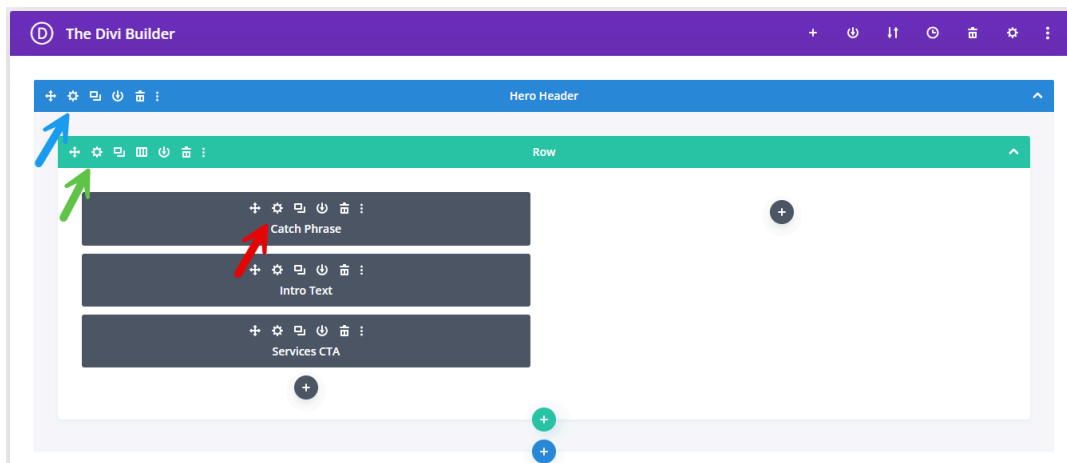 D The Divi Builder
Hero Header
Row
Catch Phrase
Intro Text
Services CTA